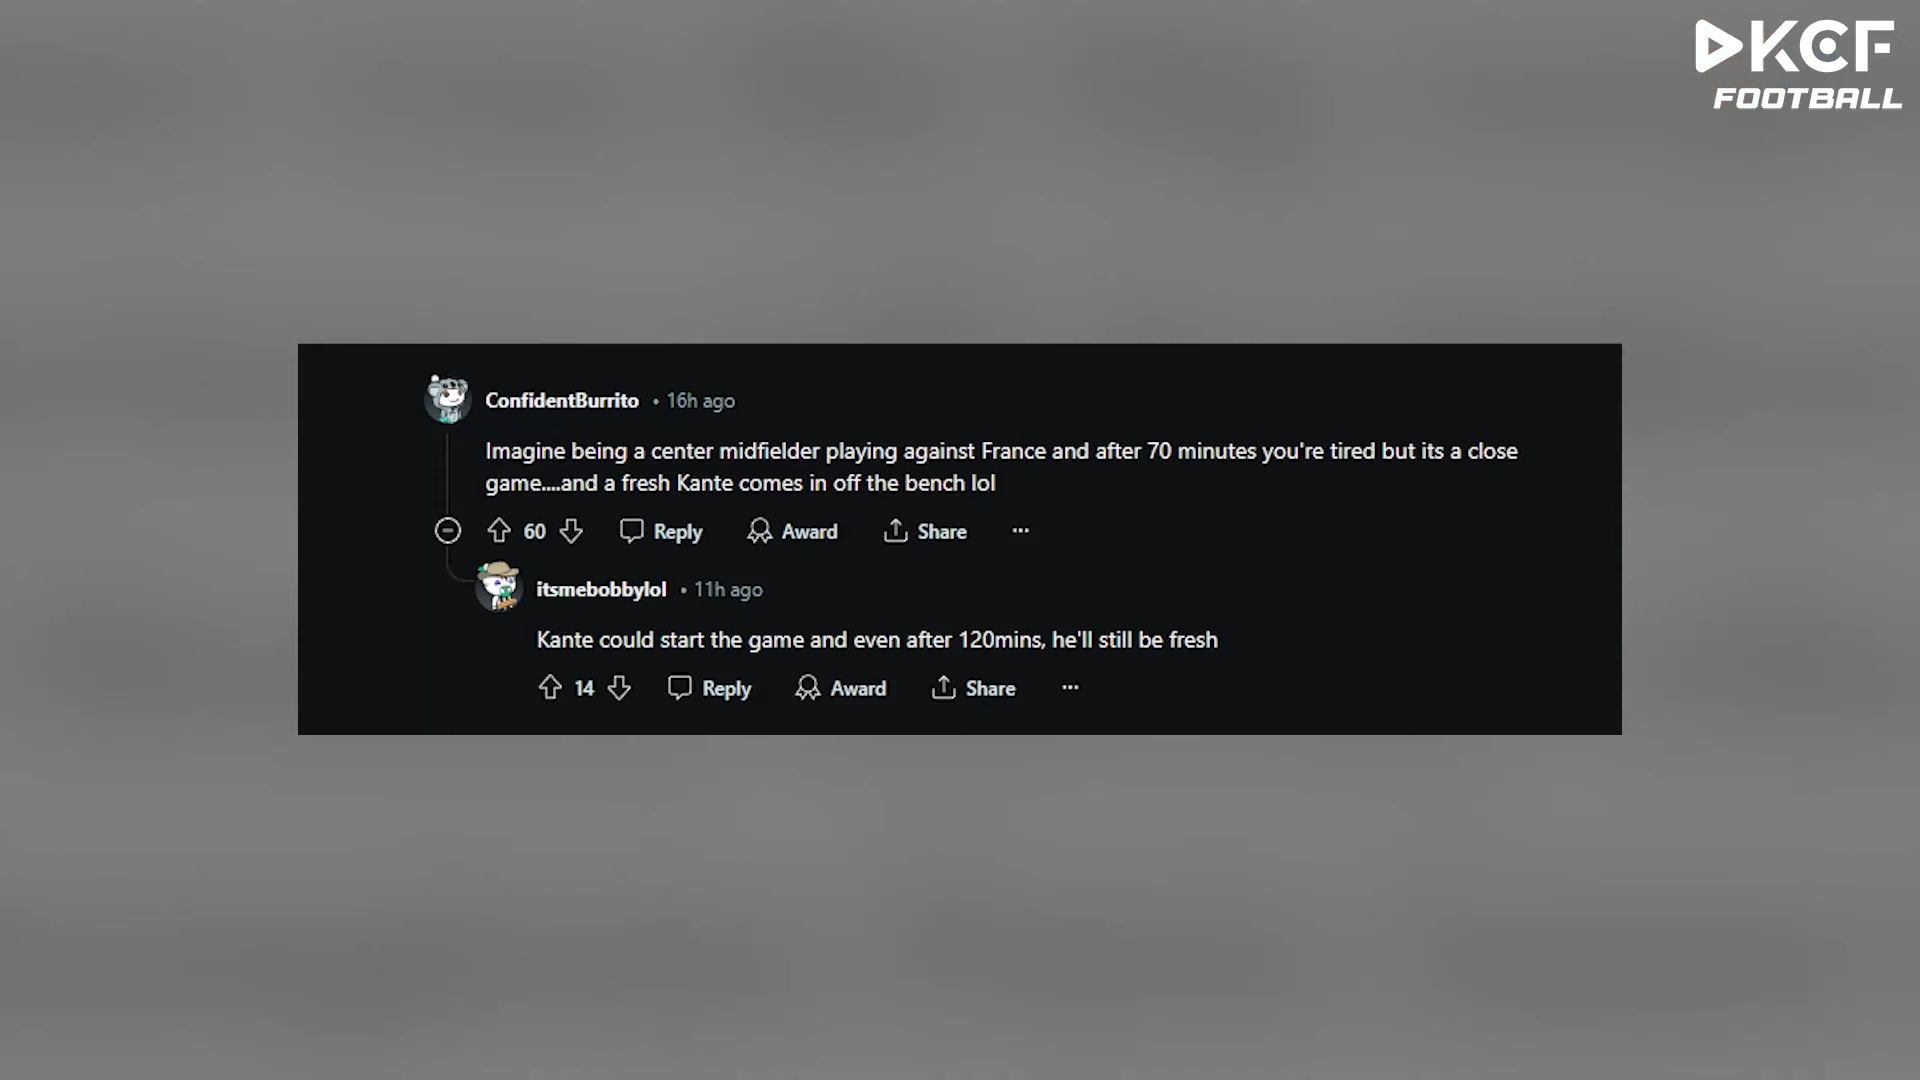 KCF
FOOTBALL
ConfidentBurrito • 16h ago
Imagine being a center midfielder playing against France and after 70 minutes you're tired but its a close
game....and a fresh Kante comes in off the bench lol
60 Reply Award Share ...
itsmebobbylol • 11h ago
Kante could start the game and even after 120mins, he'll still be fresh
14 Reply Award Share ...